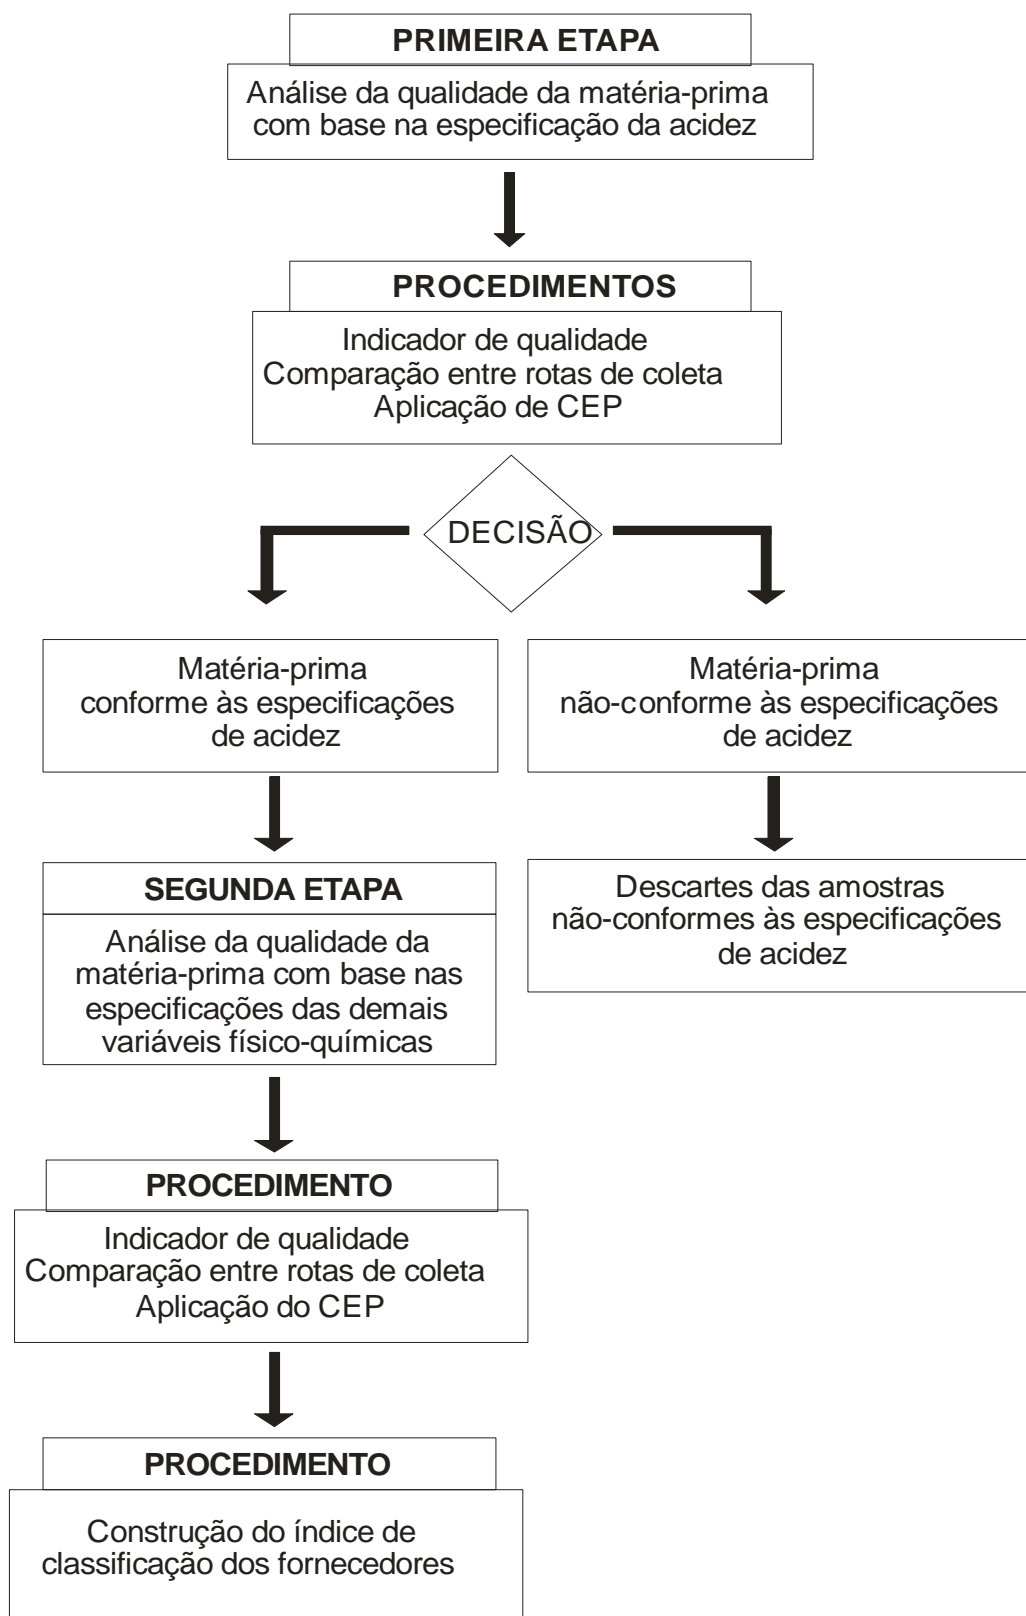 PRIMEIRA ETAPA
Análise da qualidade da matéria-prima
com base na especificação da acidez
PROCEDIMENTOS
Indicador de qualidade
Comparação entre rotas de coleta
Aplicação de CEP
DECISÃO
Matéria-prima
conforme às especificações
de acidez
Matéria-prima
não-conforme às especificações
de acidez
SEGUNDA ETAPA
Análise da qualidade da
matéria-prima com base nas
especificações das demais
variáveis físico-químicas
Descartes das amostras
não-conformes às especificações
de acidez
PROCEDIMENTO
Indicador de qualidade
Comparação entre rotas de coleta
Aplicação do CEP
PROCEDIMENTO
Construção do índice de
classificação dos fornecedores